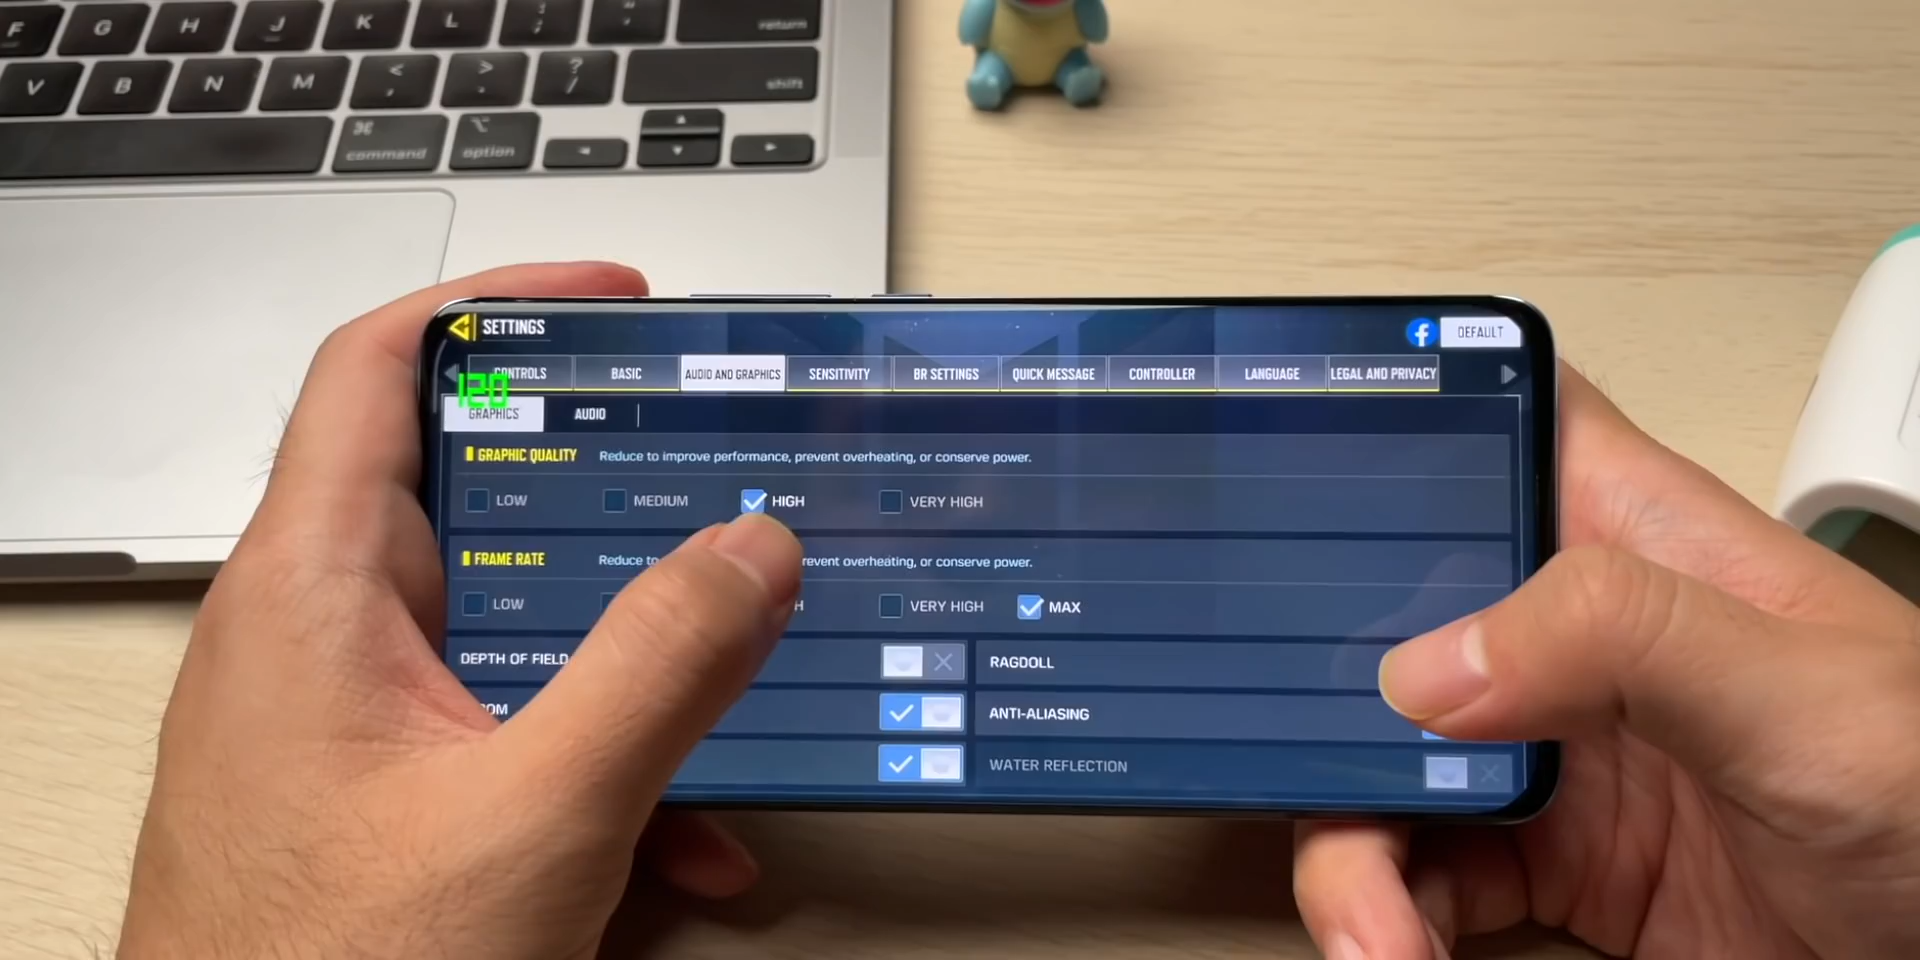 F G H J K L : ; " ' return
V B N M < , > . ? / shift
⌘ command ⌥ option
SETTINGS
f DEFAULT
CONTROLS BASIC AUDIO AND GRAPHICS SENSITIVITY BR SETTINGS QUICK MESSAGE CONTROLLER LANGUAGE LEGAL AND PRIVACY
120
GRAPHICS AUDIO
GRAPHIC QUALITY Reduce to improve performance, prevent overheating, or conserve power.
LOW MEDIUM HIGH VERY HIGH
FRAME RATE Reduce to revent overheating, or conserve power.
LOW H VERY HIGH MAX
DEPTH OF FIELD RAGDOLL
OOM ANTI-ALIASING
WATER REFLECTION